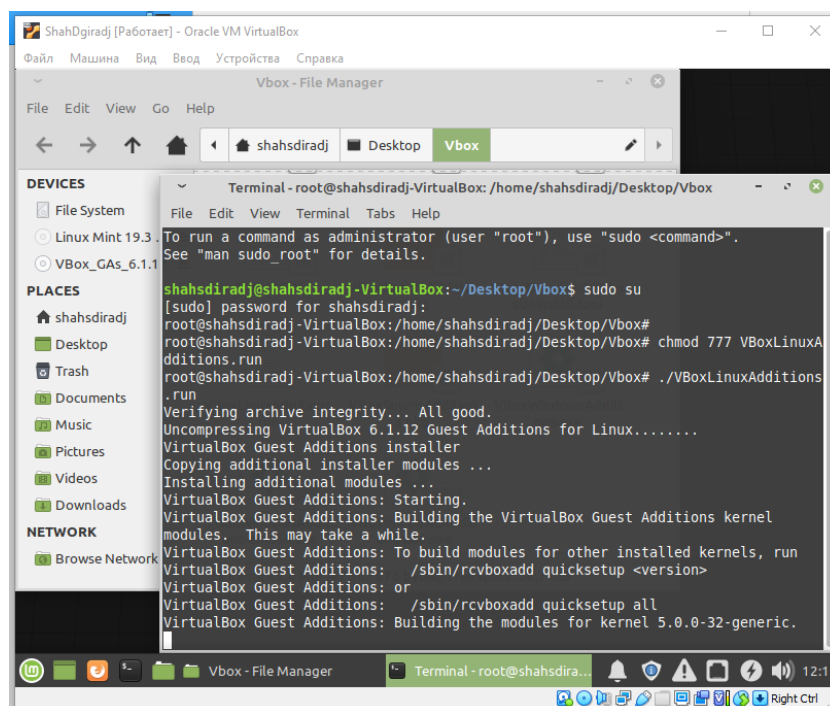 ShahDgiradj [Работает] - Oracle VM VirtualBox
Файл Машина Вид Ввод Устройства Справка
Vbox - File Manager
File Edit View Go Help
shahsdiradj Desktop Vbox
DEVICES
File System
Linux Mint 19.3 .
VBox_GAs_6.1.1
PLACES
shahsdiradj
Desktop
Trash
Documents
Music
Pictures
Videos
Downloads
NETWORK
Browse Network
Terminal - root@shahsdiradj-VirtualBox: /home/shahsdiradj/Desktop/Vbox
File Edit View Terminal Tabs Help
To run a command as administrator (user "root"), use "sudo <command>".
See "man sudo_root" for details.
shahsdiradj@shahsdiradj-VirtualBox:~/Desktop/Vbox$ sudo su
[sudo] password for shahsdiradj:
root@shahsdiradj-VirtualBox:/home/shahsdiradj/Desktop/Vbox#
root@shahsdiradj-VirtualBox:/home/shahsdiradj/Desktop/Vbox# chmod 777 VBoxLinuxA
dditions.run
root@shahsdiradj-VirtualBox:/home/shahsdiradj/Desktop/Vbox# ./VBoxLinuxAdditions
.run
Verifying archive integrity... All good.
Uncompressing VirtualBox 6.1.12 Guest Additions for Linux........
VirtualBox Guest Additions installer
Copying additional installer modules ...
Installing additional modules ...
VirtualBox Guest Additions: Starting.
VirtualBox Guest Additions: Building the VirtualBox Guest Additions kernel
modules.  This may take a while.
VirtualBox Guest Additions: To build modules for other installed kernels, run
VirtualBox Guest Additions:   /sbin/rcvboxadd quicksetup <version>
VirtualBox Guest Additions: or
VirtualBox Guest Additions:   /sbin/rcvboxadd quicksetup all
VirtualBox Guest Additions: Building the modules for kernel 5.0.0-32-generic.
Vbox - File Manager Terminal - root@shahsdira... 12:1
Right Ctrl